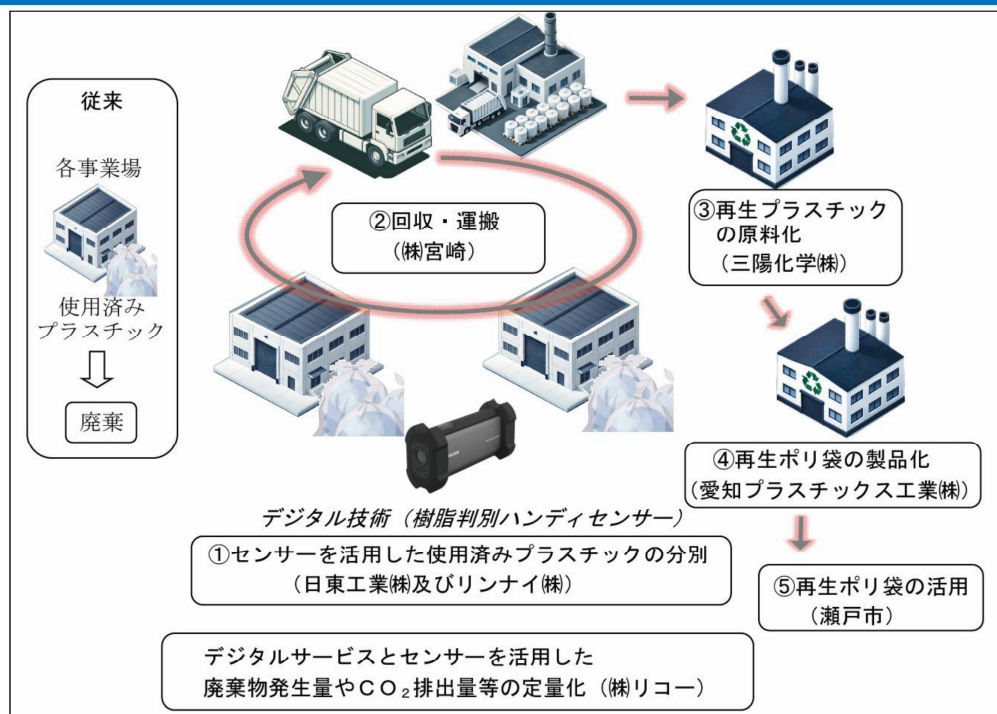 従来
各事業場
使用済み
プラスチック
廃棄
②回収・運搬
(㈱宮崎)
③再生プラスチック
の原料化
(三陽化学㈱)
④再生ポリ袋の製品化
(愛知プラスチックス工業㈱)
⑤再生ポリ袋の活用
(瀬戸市)
デジタル技術(樹脂判別ハンディセンサー)
①センサーを活用した使用済みプラスチックの分別
(日東工業㈱及びリンナイ㈱)
デジタルサービスとセンサーを活用した
廃棄物発生量やCO₂排出量等の定量化(㈱リコー)